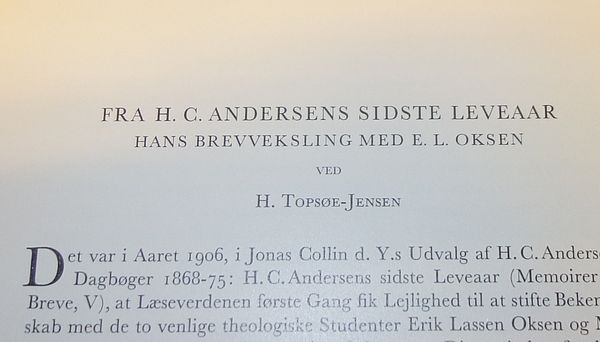 FRA H. C. ANDERSENS SIDSTE LEVEAAR
HANS BREVVEKSLING MED E. L. OKSEN
VED
H. TOPSØE-JENSEN
Det var i Aaret 1906, i Jonas Collin d. Y.s Udvalg af H. C. Anderse
Dagbøger 1868-75: H. C. Andersens sidste Leveaar (Memoirer
Breve, V), at Læseverdenen første Gang fik Lejlighed til at stifte Beken
skab med de to venlige theologiske Studenter Erik Lassen Oksen og